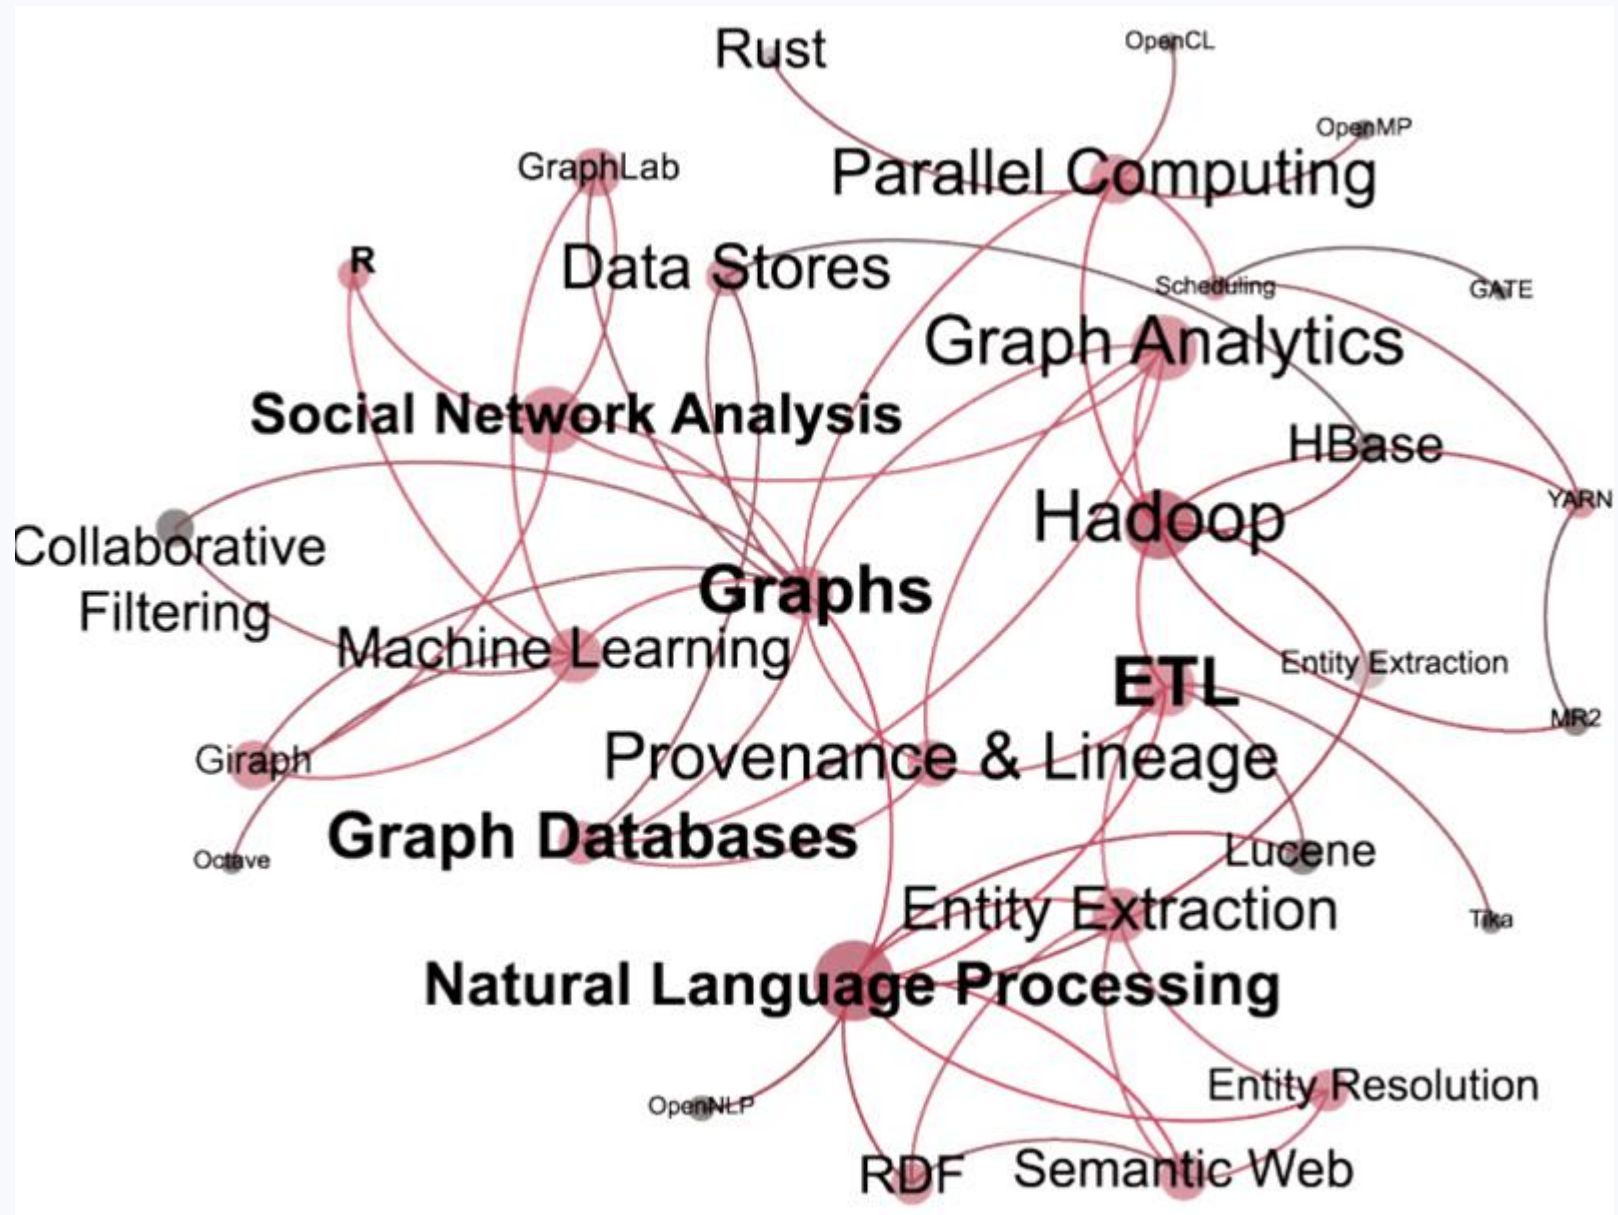 Rust
OpenCL
OpenMP
GraphLab
Parallel Computing
R
Data Stores
Scheduling
GATE
Graph Analytics
Social Network Analysis
HBase
YARN
Hadoop
Collaborative
Filtering
Graphs
Machine Learning
Entity Extraction
ETL
MR2
Giraph
Provenance & Lineage
Graph Databases
Octave
Lucene
Entity Extraction
Tika
Natural Language Processing
OpenNLP
Entity Resolution
RDF
Semantic Web